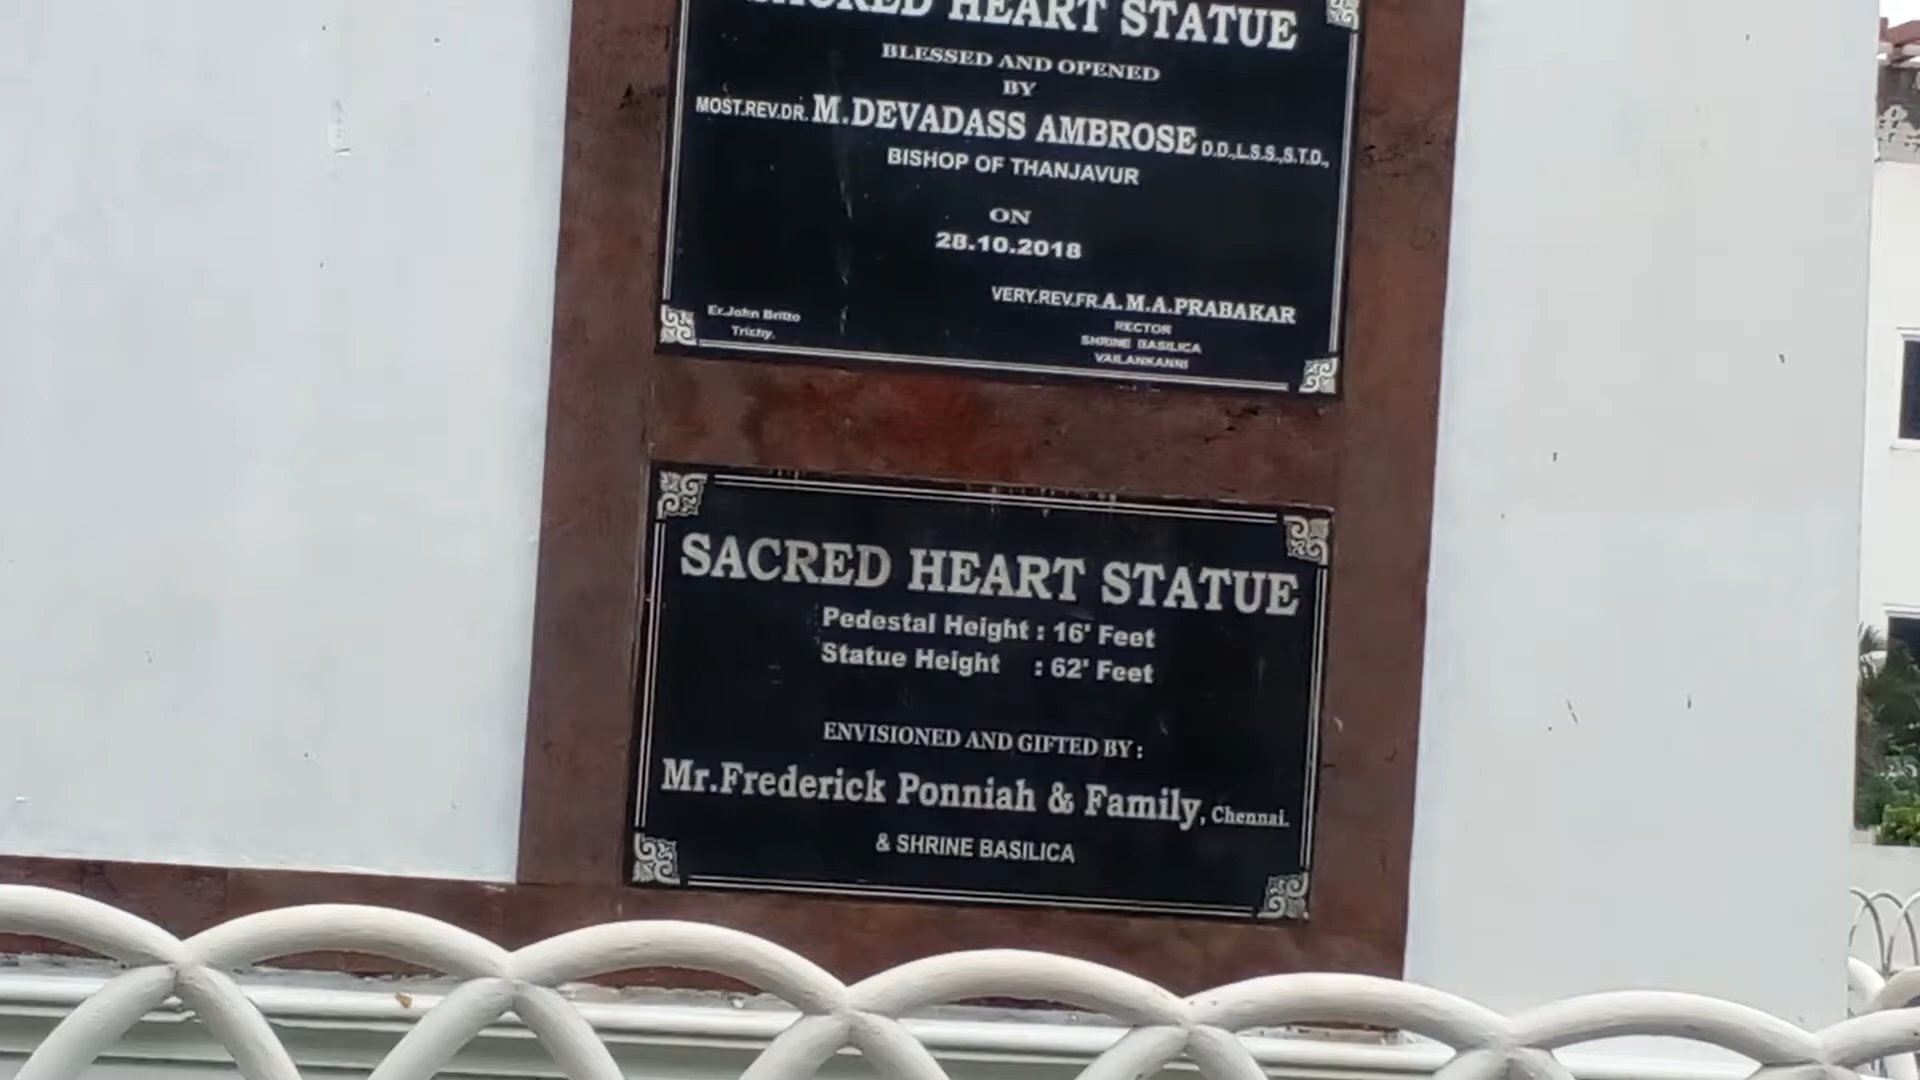 SACRED HEART STATUE
BLESSED AND OPENED
BY
MOST.REV.DR. M.DEVADASS AMBROSE D.D.,L.S.S.,S.T.D.,
BISHOP OF THANJAVUR
ON
28.10.2018
VERY.REV.FR.A. M.A.PRABAKAR
RECTOR
SHRINE BASILICA
VAILANKANNI
Er.John Britto
Trichy.
SACRED HEART STATUE
Pedestal Height : 16' Feet
Statue Height : 62' Feet
ENVISIONED AND GIFTED BY :
Mr.Frederick Ponniah & Family, Chennai.
& SHRINE BASILICA